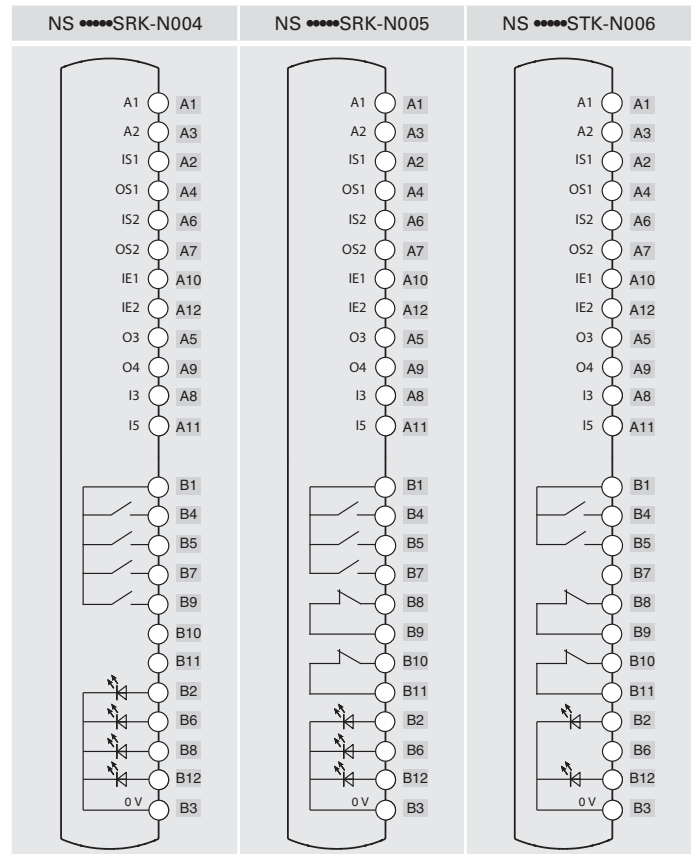 NS •••••SRK-N004 NS •••••SRK-N005 NS •••••STK-N006
A1 A1 A1 A1 A1 A1
A2 A3 A2 A3 A2 A3
IS1 A2 IS1 A2 IS1 A2
OS1 A4 OS1 A4 OS1 A4
IS2 A6 IS2 A6 IS2 A6
OS2 A7 OS2 A7 OS2 A7
IE1 A10 IE1 A10 IE1 A10
IE2 A12 IE2 A12 IE2 A12
O3 A5 O3 A5 O3 A5
O4 A9 O4 A9 O4 A9
I3 A8 I3 A8 I3 A8
I5 A11 I5 A11 I5 A11
B1 B1 B1
B4 B4 B4
B5 B5 B5
B7 B7 B7
B9 B8 B8
B10 B9 B9
B11 B10 B10
B2 B11 B11
B6 B2 B2
B8 B6 B6
B12 B12 B12
0 V B3 0 V B3 0 V B3